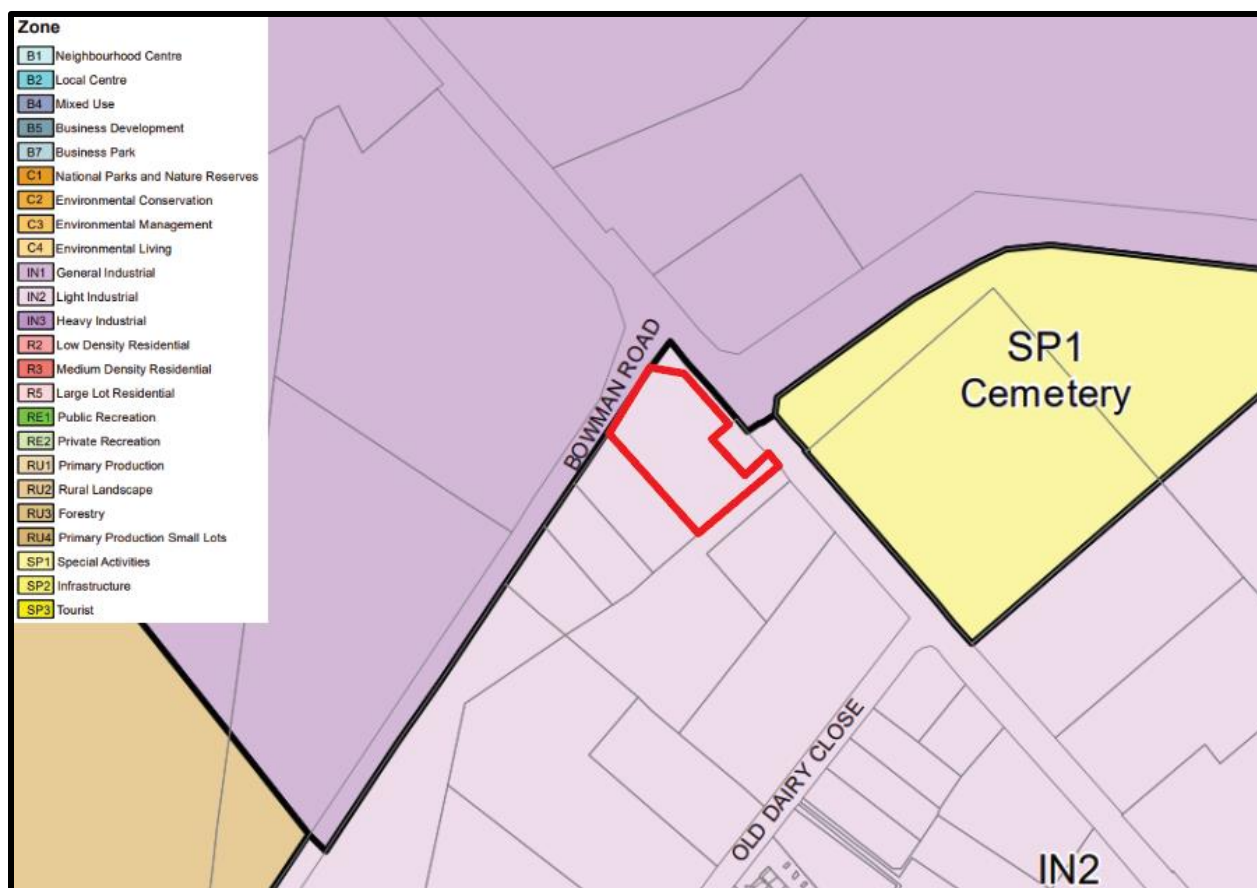 Zone
B1 Neighbourhood Centre
B2 Local Centre
B4 Mixed Use
B5 Business Development
B7 Business Park
C1 National Parks and Nature Reserves
C2 Environmental Conservation
C3 Environmental Management
C4 Environmental Living
IN1 General Industrial
IN2 Light Industrial
IN3 Heavy Industrial
R2 Low Density Residential
R3 Medium Density Residential
R5 Large Lot Residential
RE1 Public Recreation
RE2 Private Recreation
RU1 Primary Production
RU2 Rural Landscape
RU3 Forestry
RU4 Primary Production Small Lots
SP1 Special Activities
SP2 Infrastructure
SP3 Tourist
BOWMAN ROAD
SP1
Cemetery
OLD DAIRY CLOSE
IN2